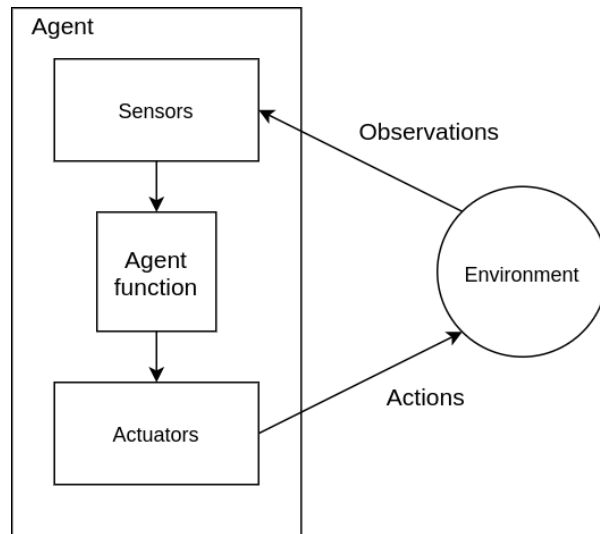 Agent
Sensors
Observations
Agent
function
Environment
Actions
Actuators